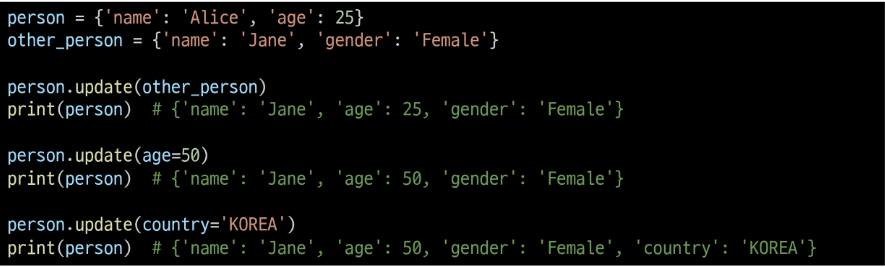 person = {'name': 'Alice', 'age': 25}
other_person = {'name': 'Jane', 'gender': 'Female'}
person.update(other_person)
print(person)  # {'name': 'Jane', 'age': 25, 'gender': 'Female'}
person.update(age=50)
print(person)  # {'name': 'Jane', 'age': 50, 'gender': 'Female'}
person.update(country='KOREA')
print(person)  # {'name': 'Jane', 'age': 50, 'gender': 'Female', 'country': 'KOREA'}